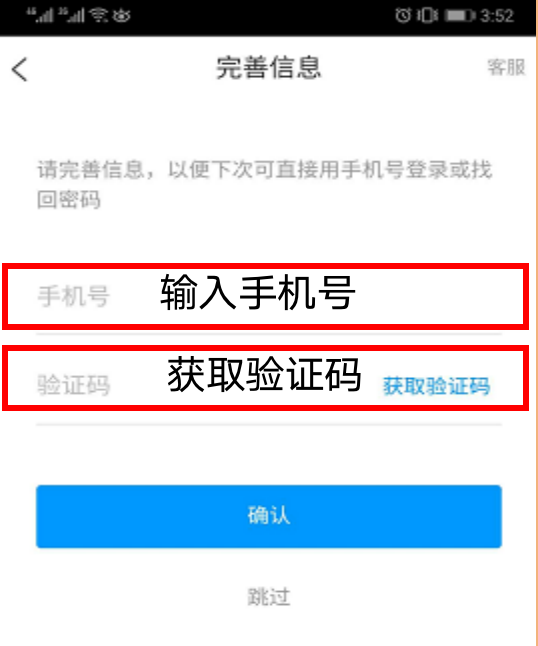 3:52
完善信息
客服
请完善信息，以便下次可直接用手机号登录或找
回密码
手机号 输入手机号
验证码 获取验证码 获取验证码
确认
跳过